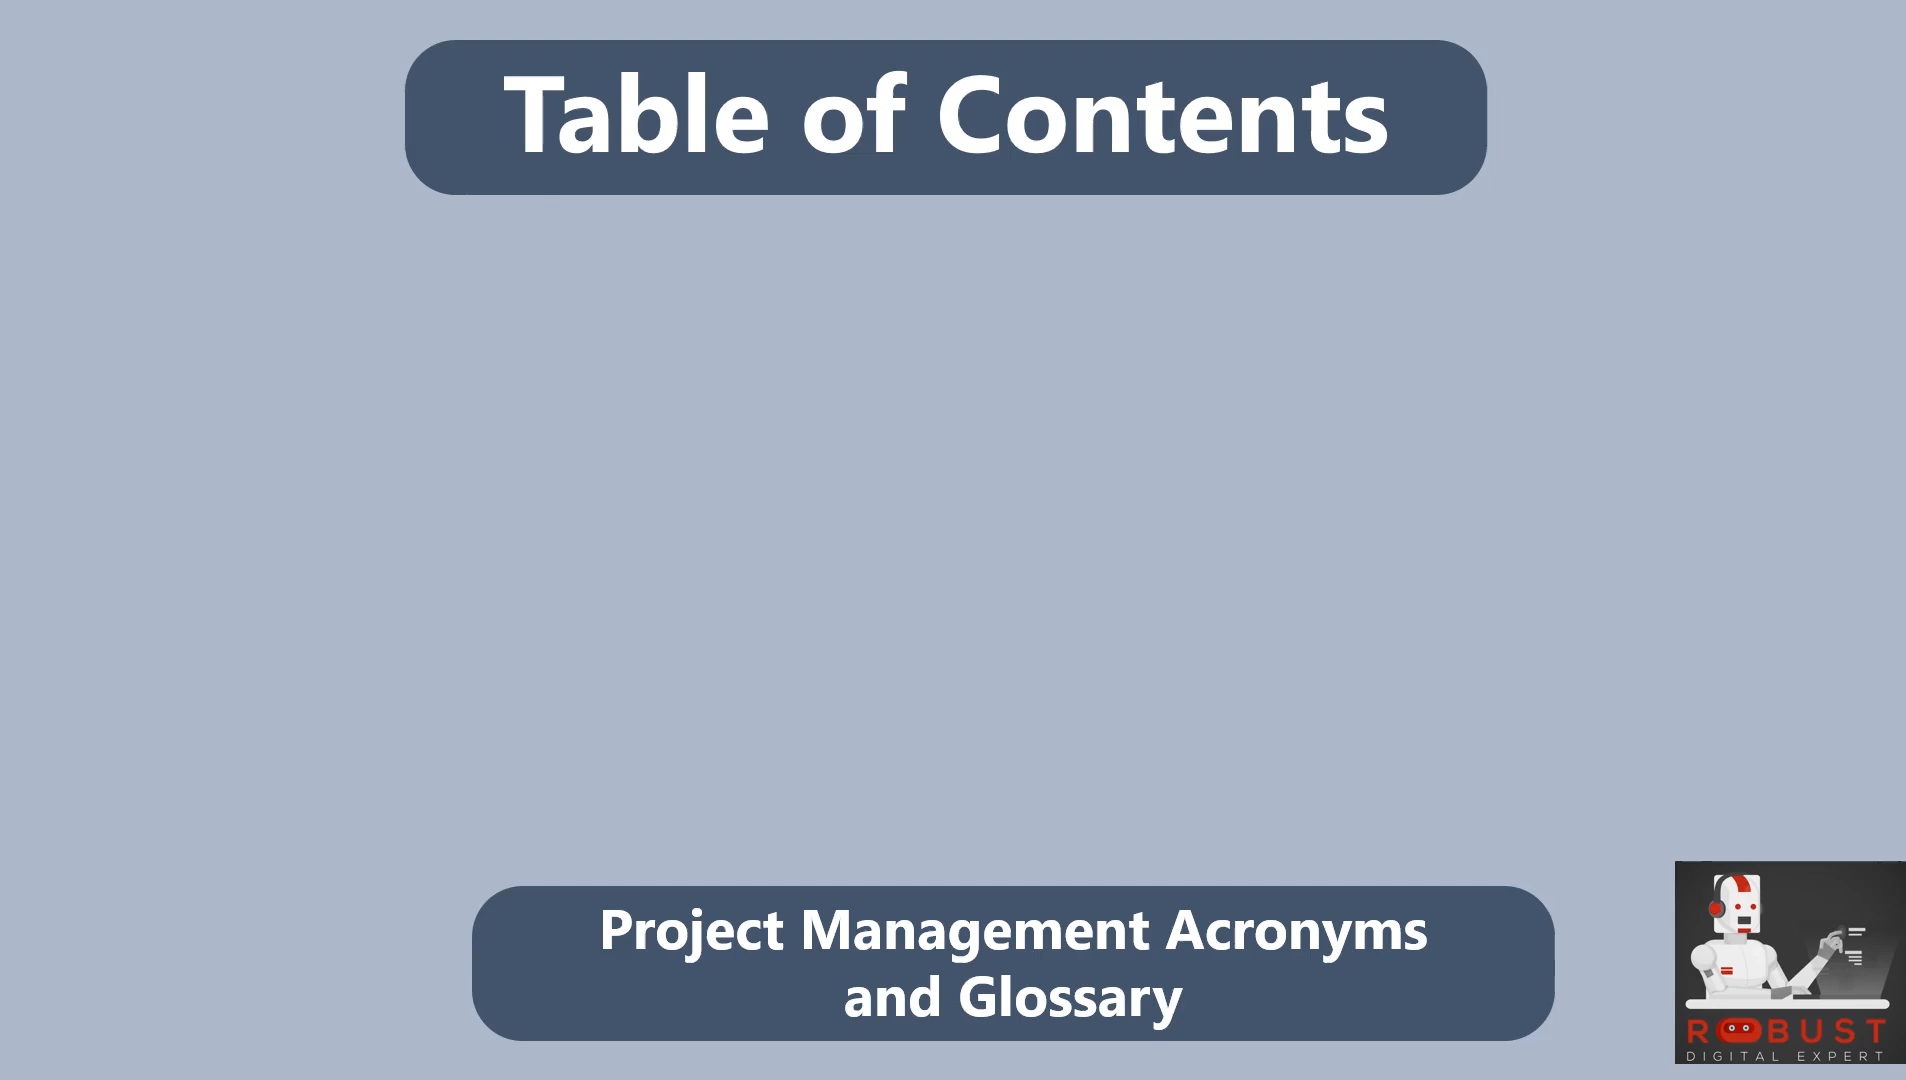 Table of Contents
Project Management Acronyms
and Glossary
ROBUST
DIGITAL EXPERT